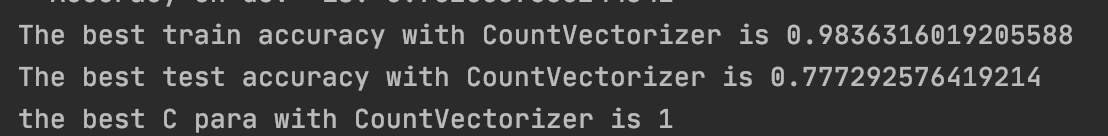 The best train accuracy with CountVectorizer is 0.9836316019205588
The best test accuracy with CountVectorizer is 0.777292576419214
the best C para with CountVectorizer is 1